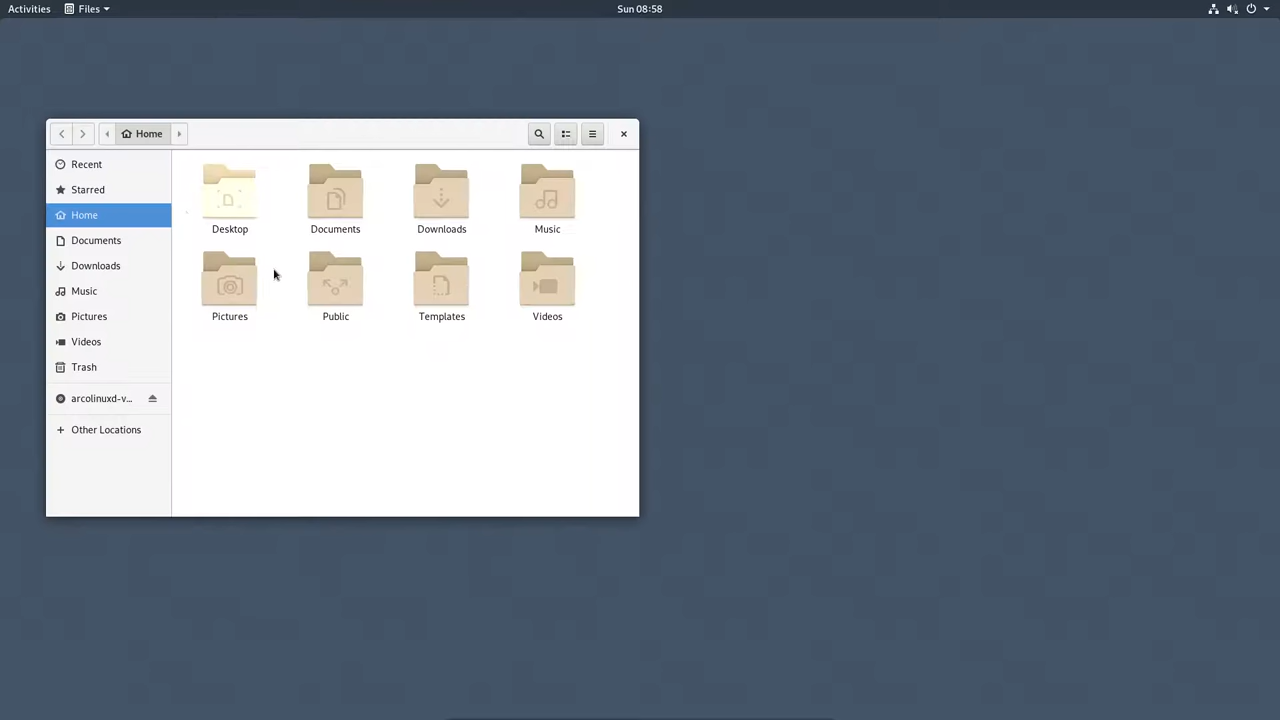 Activities Files Sun 08:58
Home
Recent
Starred
Home
Documents
Downloads
Music
Pictures
Videos
Trash
arcolinuxd-v...
Other Locations
Desktop Documents Downloads Music
Pictures Public Templates Videos